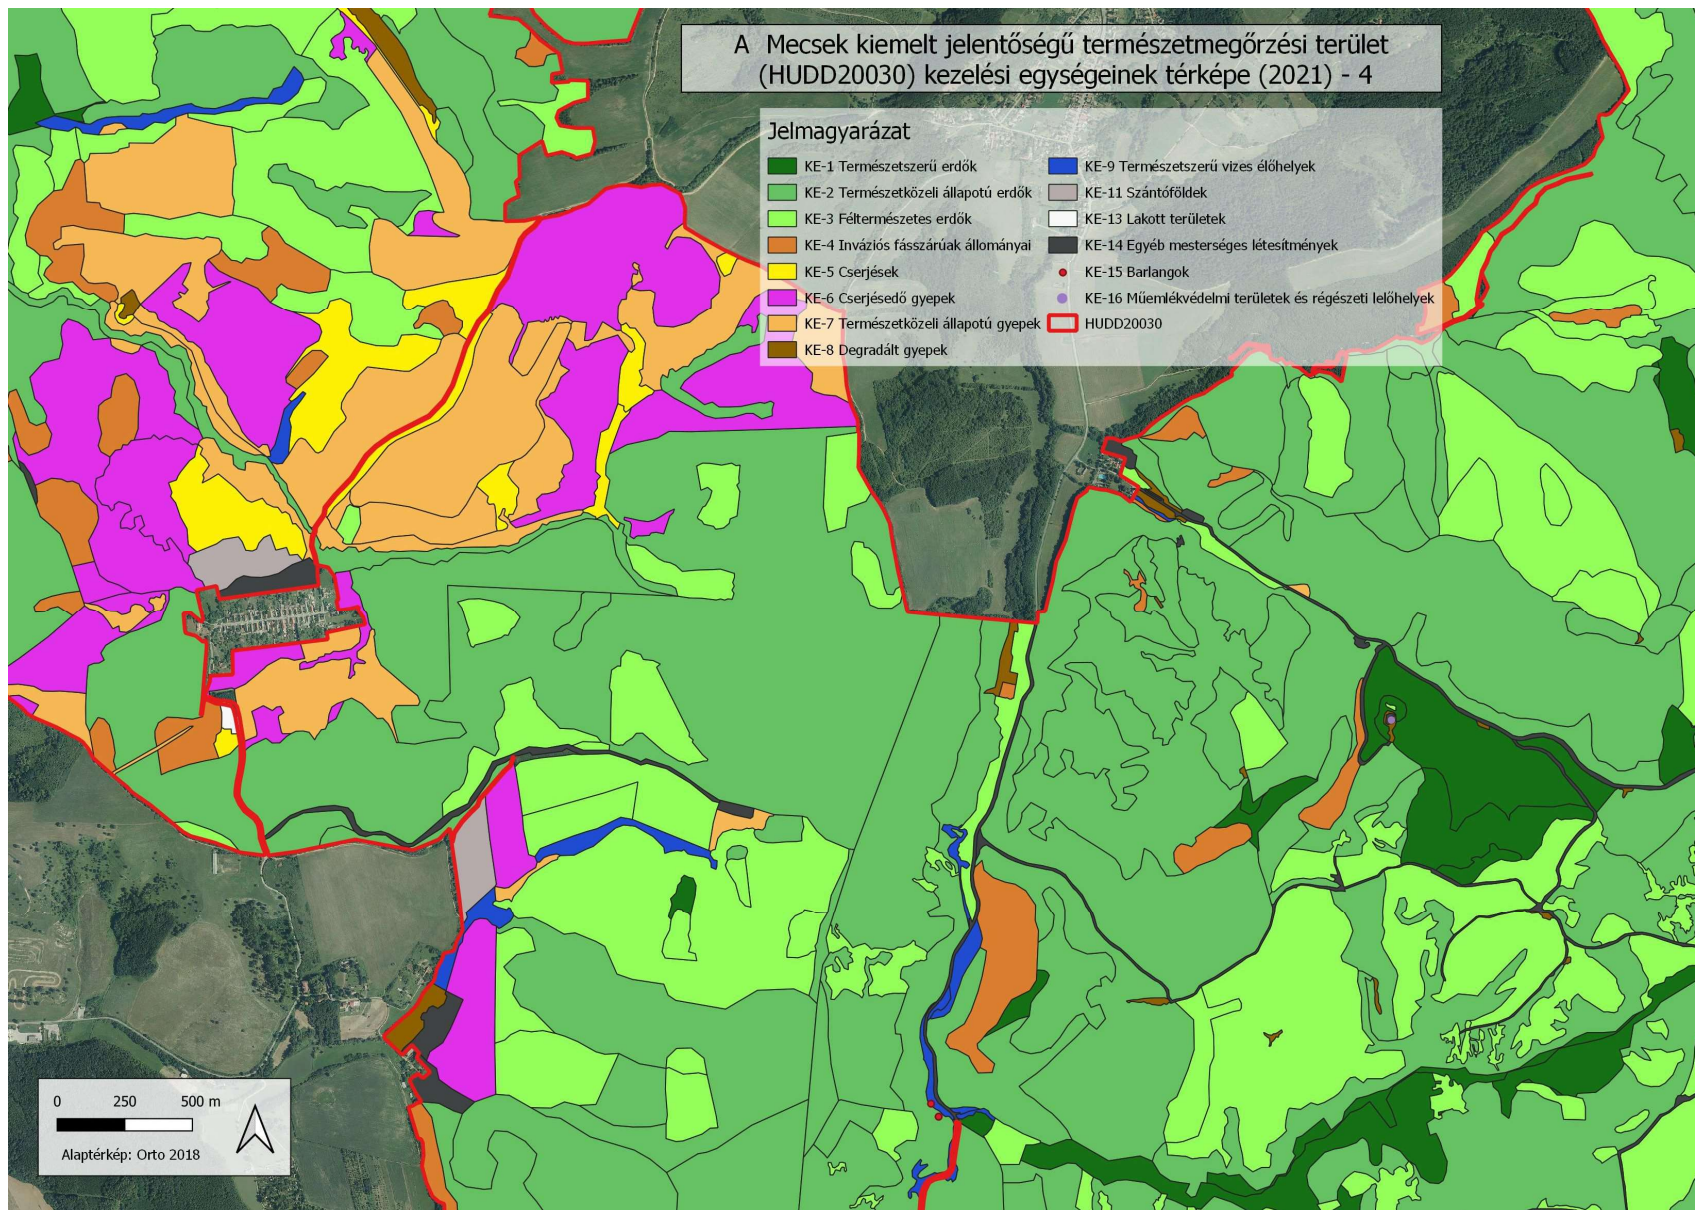 A Mecsek kiemelt jelentőségű természetmegőrzési terület
(HUDD20030) kezelési egységeinek térképe (2021) - 4
Jelmagyarázat
KE-1 Természetszerű erdők
KE-2 Természetközeli állapotú erdők
KE-3 Féltermészetes erdők
KE-4 Inváziós fásszárúak állományai
KE-5 Cserjések
KE-6 Cserjésedő gyepek
KE-7 Természetközeli állapotú gyepek
KE-8 Degradált gyepek
KE-9 Természetszerű vizes élőhelyek
KE-11 Szántóföldek
KE-13 Lakott területek
KE-14 Egyéb mesterséges létesítmények
KE-15 Barlangok
KE-16 Műemlékvédelmi területek és régészeti lelőhelyek
HUDD20030
0 250 500 m
Alaptérkép: Orto 2018